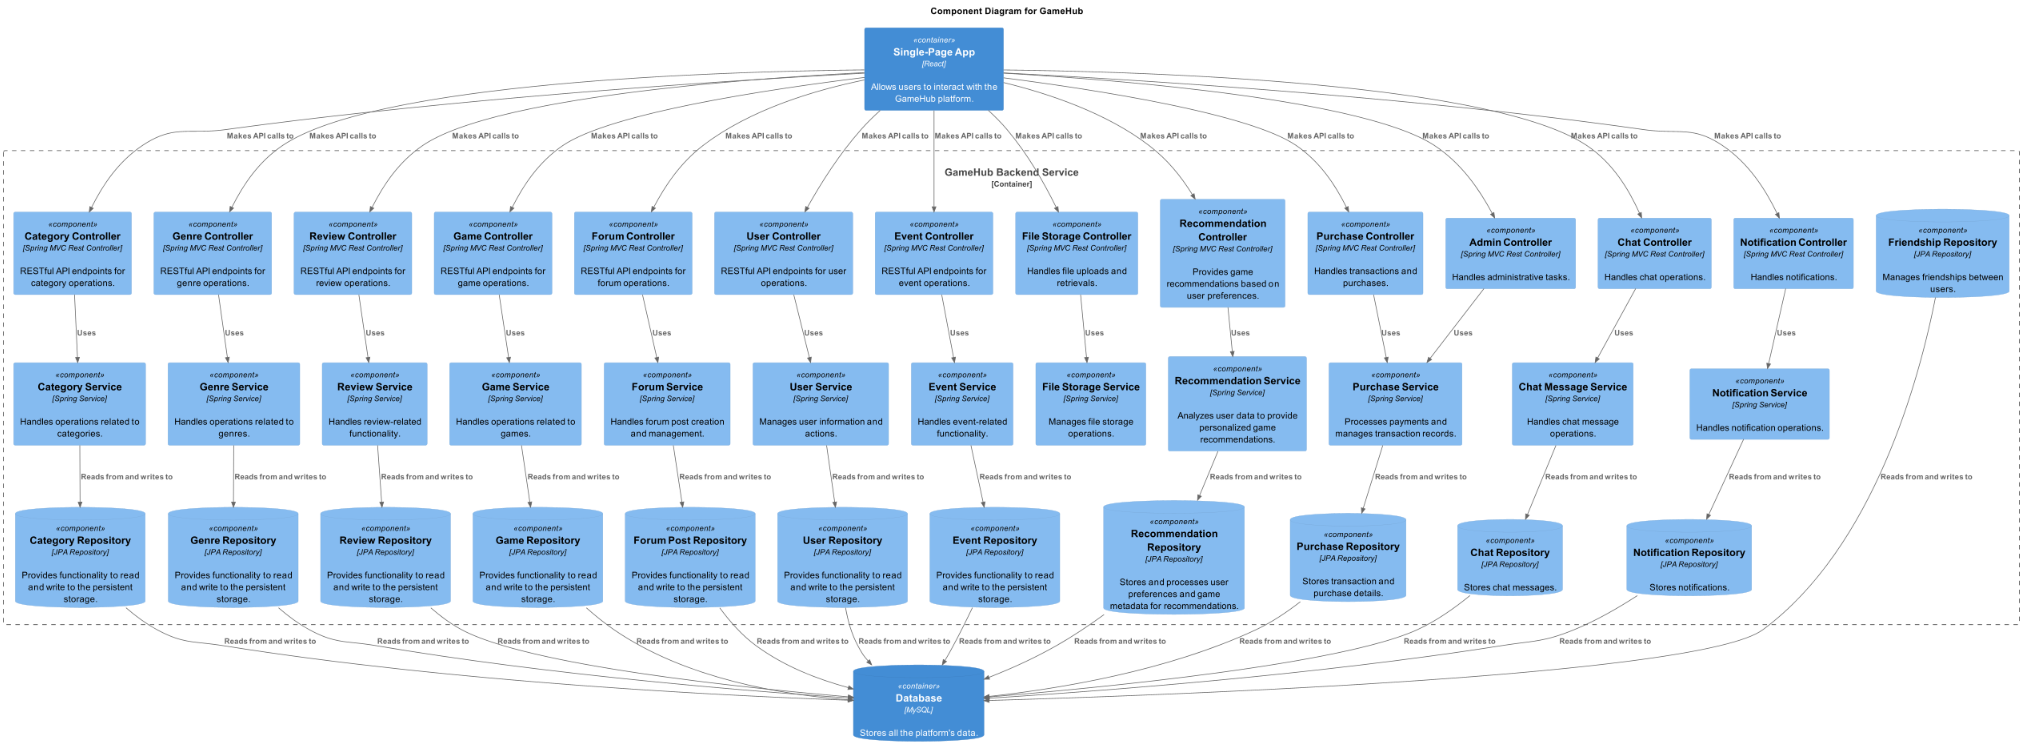 Component Diagram for GameHub
«container»
Single-Page App
[React]
Allows users to interact with the
GameHub platform.
Makes API calls to
Makes API calls to
Makes API calls to
Makes API calls to
Makes API calls to
Makes API calls to
Makes API calls to
Makes API calls to
Makes API calls to
Makes API calls to
Makes API calls to
Makes API calls to
Makes API calls to
GameHub Backend Service
[Container]
«component»
Category Controller
[Spring MVC Rest Controller]
RESTful API endpoints for
category operations.
«component»
Genre Controller
[Spring MVC Rest Controller]
RESTful API endpoints for
genre operations.
«component»
Review Controller
[Spring MVC Rest Controller]
RESTful API endpoints for
review operations.
«component»
Game Controller
[Spring MVC Rest Controller]
RESTful API endpoints for
game operations.
«component»
Forum Controller
[Spring MVC Rest Controller]
RESTful API endpoints for
forum operations.
«component»
User Controller
[Spring MVC Rest Controller]
RESTful API endpoints for user
operations.
«component»
Event Controller
[Spring MVC Rest Controller]
RESTful API endpoints for
event operations.
«component»
File Storage Controller
[Spring MVC Rest Controller]
Handles file uploads and
retrievals.
«component»
Recommendation
Controller
[Spring MVC Rest Controller]
Provides game
recommendations based on
user preferences.
«component»
Purchase Controller
[Spring MVC Rest Controller]
Handles transactions and
purchases.
«component»
Admin Controller
[Spring MVC Rest Controller]
Handles administrative tasks.
«component»
Chat Controller
[Spring MVC Rest Controller]
Handles chat operations.
«component»
Notification Controller
[Spring MVC Rest Controller]
Handles notifications.
«component»
Friendship Repository
[JPA Repository]
Manages friendships between
users.
Uses
Uses
Uses
Uses
Uses
Uses
Uses
Uses
Uses
Uses
Uses
Uses
Uses
«component»
Category Service
[Spring Service]
Handles operations related to
categories.
«component»
Genre Service
[Spring Service]
Handles operations related to
genres.
«component»
Review Service
[Spring Service]
Handles review-related
functionality.
«component»
Game Service
[Spring Service]
Handles operations related to
games.
«component»
Forum Service
[Spring Service]
Handles forum post creation
and management.
«component»
User Service
[Spring Service]
Manages user information and
actions.
«component»
Event Service
[Spring Service]
Handles event-related
functionality.
«component»
File Storage Service
[Spring Service]
Manages file storage
operations.
«component»
Recommendation Service
[Spring Service]
Analyzes user data to provide
personalized game
recommendations.
«component»
Purchase Service
[Spring Service]
Processes payments and
manages transaction records.
«component»
Chat Message Service
[Spring Service]
Handles chat message
operations.
«component»
Notification Service
[Spring Service]
Handles notification operations.
Reads from and writes to
Reads from and writes to
Reads from and writes to
Reads from and writes to
Reads from and writes to
Reads from and writes to
Reads from and writes to
Reads from and writes to
Reads from and writes to
Reads from and writes to
Reads from and writes to
Reads from and writes to
«component»
Category Repository
[JPA Repository]
Provides functionality to read
and write to the persistent
storage.
«component»
Genre Repository
[JPA Repository]
Provides functionality to read
and write to the persistent
storage.
«component»
Review Repository
[JPA Repository]
Provides functionality to read
and write to the persistent
storage.
«component»
Game Repository
[JPA Repository]
Provides functionality to read
and write to the persistent
storage.
«component»
Forum Post Repository
[JPA Repository]
Provides functionality to read
and write to the persistent
storage.
«component»
User Repository
[JPA Repository]
Provides functionality to read
and write to the persistent
storage.
«component»
Event Repository
[JPA Repository]
Provides functionality to read
and write to the persistent
storage.
«component»
Recommendation
Repository
[JPA Repository]
Stores and processes user
preferences and game
metadata for recommendations.
«component»
Purchase Repository
[JPA Repository]
Stores transaction and
purchase details.
«component»
Chat Repository
[JPA Repository]
Stores chat messages.
«component»
Notification Repository
[JPA Repository]
Stores notifications.
Reads from and writes to
Reads from and writes to
Reads from and writes to
Reads from and writes to
Reads from and writes to
Reads from and writes to
Reads from and writes to
Reads from and writes to
Reads from and writes to
Reads from and writes to
Reads from and writes to
«container»
Database
[MySQL]
Stores all the platform's data.